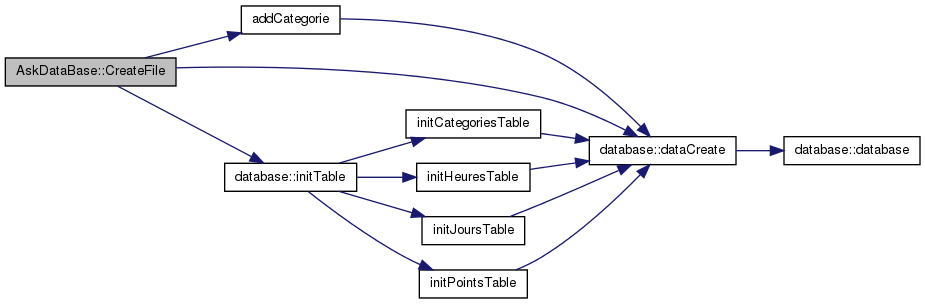 addCategorie
AskDataBase::CreateFile
initCategoriesTable
database::dataCreate
database::database
database::initTable
initHeuresTable
initJoursTable
initPointsTable